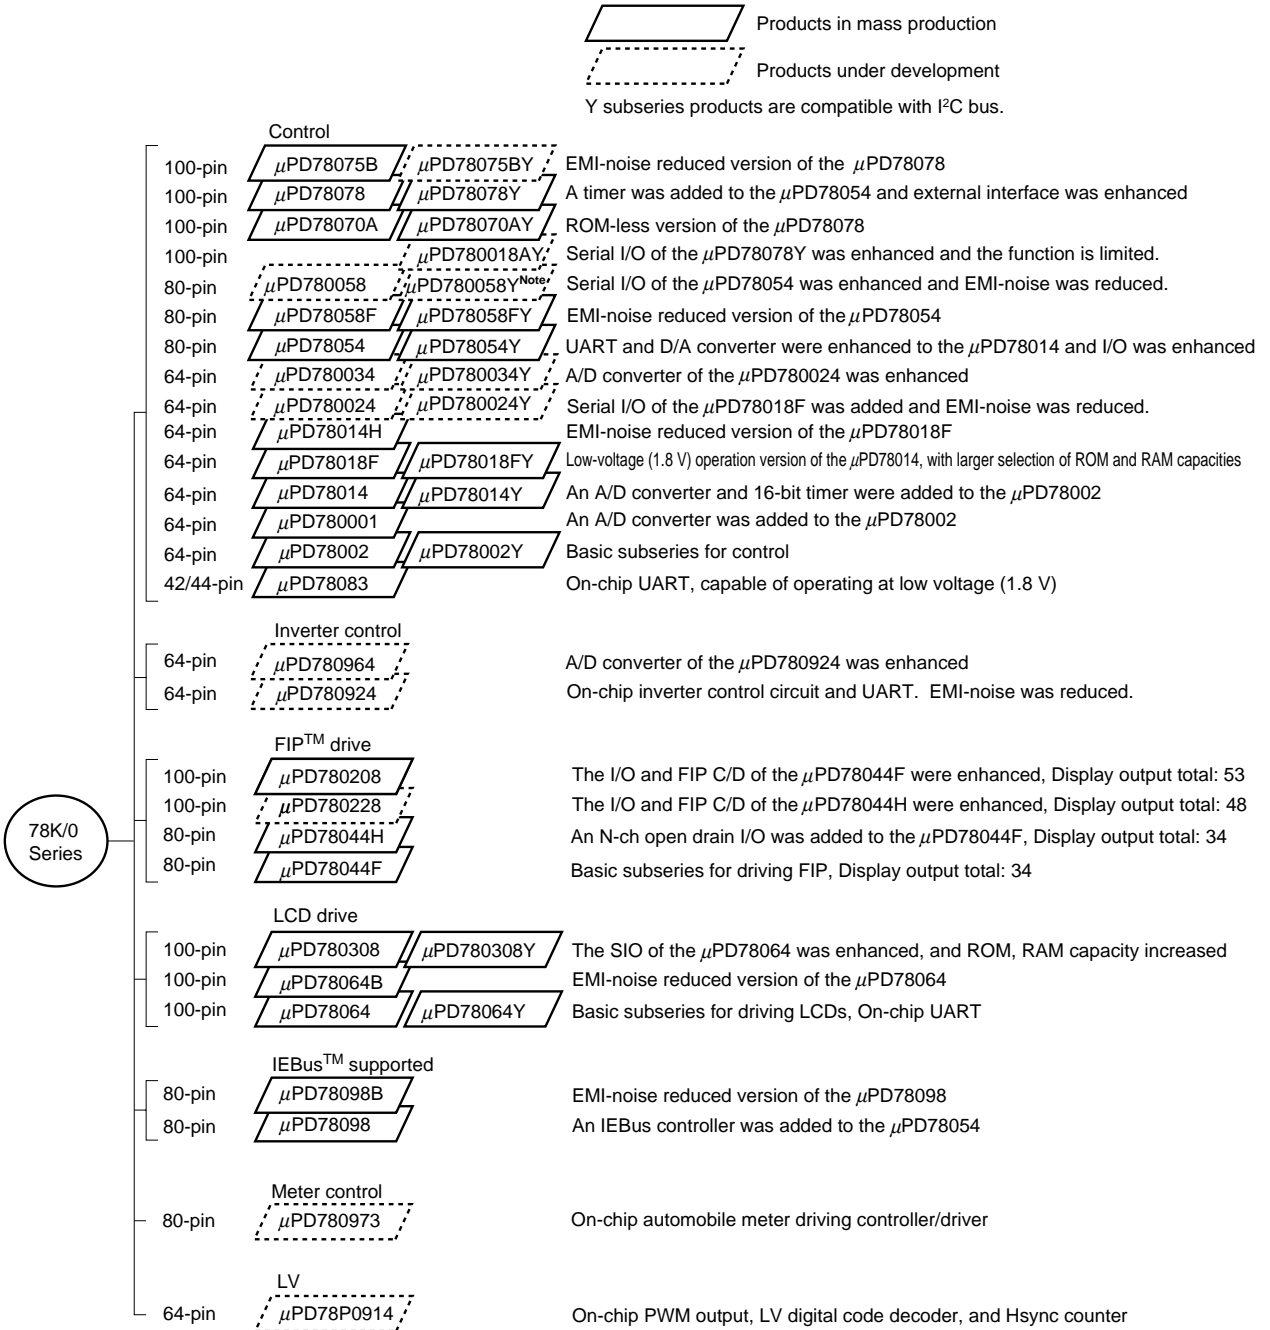 Products in mass production
Products under development
Y subseries products are compatible with I²C bus.
Control
100-pin μPD78075B μPD78075BY EMI-noise reduced version of the μPD78078
100-pin μPD78078 μPD78078Y A timer was added to the μPD78054 and external interface was enhanced
100-pin μPD78070A μPD78070AY ROM-less version of the μPD78078
100-pin μPD780018AY Serial I/O of the μPD78078Y was enhanced and the function is limited.
80-pin μPD780058 μPD780058Y Note Serial I/O of the μPD78054 was enhanced and EMI-noise was reduced.
80-pin μPD78058F μPD78058FY EMI-noise reduced version of the μPD78054
80-pin μPD78054 μPD78054Y UART and D/A converter were enhanced to the μPD78014 and I/O was enhanced
64-pin μPD780034 μPD780034Y A/D converter of the μPD780024 was enhanced
64-pin μPD780024 μPD780024Y Serial I/O of the μPD78018F was added and EMI-noise was reduced.
64-pin μPD78014H EMI-noise reduced version of the μPD78018F
64-pin μPD78018F μPD78018FY Low-voltage (1.8 V) operation version of the μPD78014, with larger selection of ROM and RAM capacities
64-pin μPD78014 μPD78014Y An A/D converter and 16-bit timer were added to the μPD78002
64-pin μPD780001 An A/D converter was added to the μPD78002
64-pin μPD78002 μPD78002Y Basic subseries for control
42/44-pin μPD78083 On-chip UART, capable of operating at low voltage (1.8 V)
Inverter control
64-pin μPD780964 A/D converter of the μPD780924 was enhanced
64-pin μPD780924 On-chip inverter control circuit and UART. EMI-noise was reduced.
FIP™ drive
100-pin μPD780208 The I/O and FIP C/D of the μPD78044F were enhanced, Display output total: 53
100-pin μPD780228 The I/O and FIP C/D of the μPD78044H were enhanced, Display output total: 48
80-pin μPD78044H An N-ch open drain I/O was added to the μPD78044F, Display output total: 34
80-pin μPD78044F Basic subseries for driving FIP, Display output total: 34
78K/0
Series
LCD drive
100-pin μPD780308 μPD780308Y The SIO of the μPD78064 was enhanced, and ROM, RAM capacity increased
100-pin μPD78064B EMI-noise reduced version of the μPD78064
100-pin μPD78064 μPD78064Y Basic subseries for driving LCDs, On-chip UART
IEBus™ supported
80-pin μPD78098B EMI-noise reduced version of the μPD78098
80-pin μPD78098 An IEBus controller was added to the μPD78054
Meter control
80-pin μPD780973 On-chip automobile meter driving controller/driver
LV
64-pin μPD78P0914 On-chip PWM output, LV digital code decoder, and Hsync counter